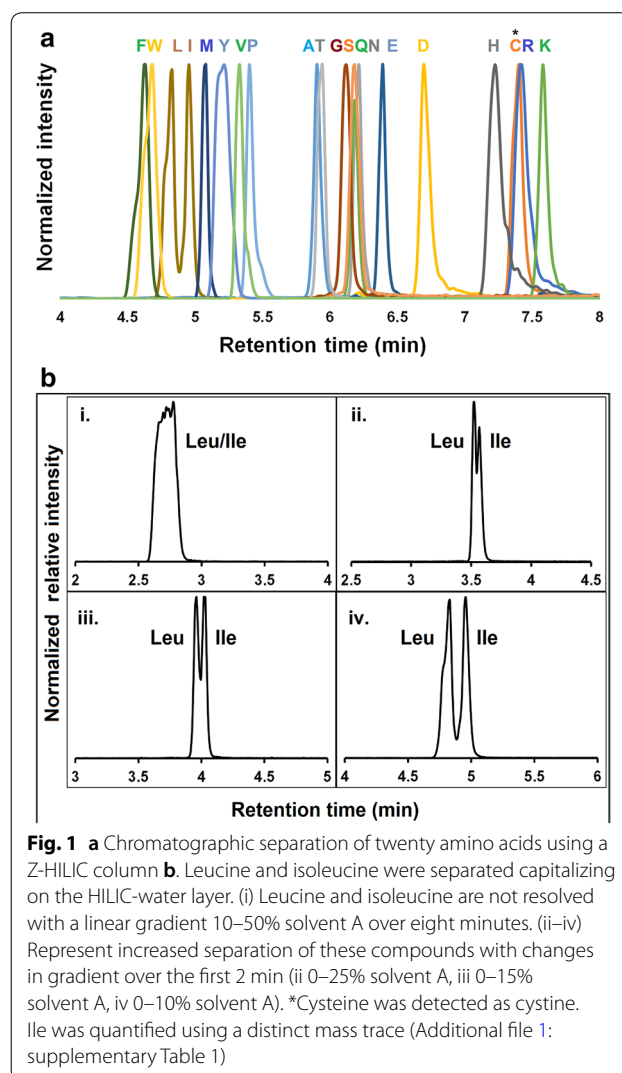 a
*
FW L I M Y VP AT GSQN E D H CR K
Normalized intensity
4 4.5 5 5.5 6 6.5 7 7.5 8
Retention time (min)
b
Normalized relative intensity
i.
Leu/Ile
2 2.5 3 3.5 4
ii.
Leu Ile
2.5 3 3.5 4 4.5
iii.
Leu Ile
3 3.5 4 4.5 5
iv.
Leu Ile
4 4.5 5 5.5 6
Retention time (min)
Fig. 1 a Chromatographic separation of twenty amino acids using a
Z-HILIC column b. Leucine and isoleucine were separated capitalizing
on the HILIC-water layer. (i) Leucine and isoleucine are not resolved
with a linear gradient 10–50% solvent A over eight minutes. (ii–iv)
Represent increased separation of these compounds with changes
in gradient over the first 2 min (ii 0–25% solvent A, iii 0–15%
solvent A, iv 0–10% solvent A). *Cysteine was detected as cystine.
Ile was quantified using a distinct mass trace (Additional file 1:
supplementary Table 1)